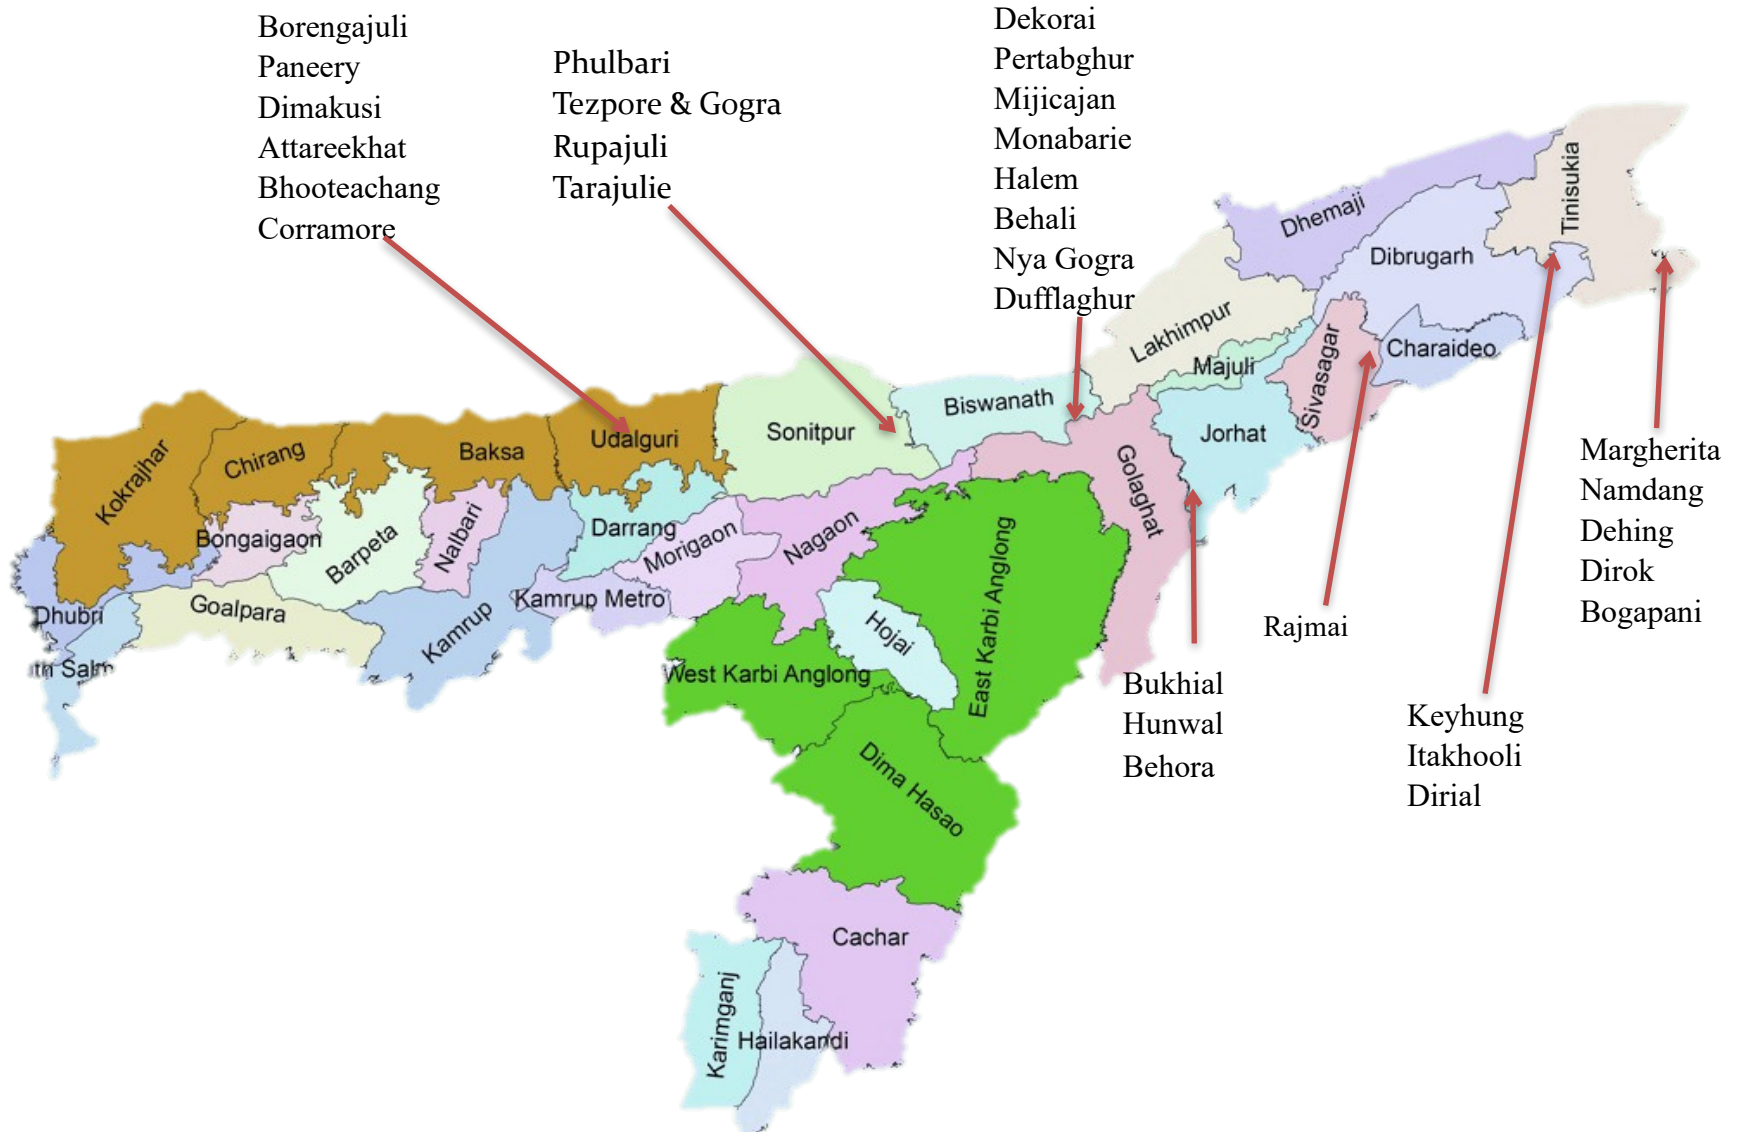 Borengajuli
Paneery
Dimakusi
Attareekhat
Bhooteachang
Corramore
Phulbari
Tezpore & Gogra
Rupajuli
Tarajulie
Dekorai
Pertabghur
Mijicajan
Monabarie
Halem
Behali
Nya Gogra
Dufflaghur
Tinisukia
Dhemaji
Dibrugarh
Lakhimpur
Majuli
Sivasagar
Charaideo
Biswanath
Jorhat
Sonitpur
Udalguri
Baksa
Chirang
Kokrajhar
Golaghat
Bongaigaon
Barpeta
Nalbari
Darrang
Morigaon
Nagaon
East Karbi Anglong
Dhubri
Goalpara
Kamrup
Kamrup Metro
Hojai
ith Salm
West Karbi Anglong
Dima Hasao
Cachar
Karimganj
Hailakandi
Margherita
Namdang
Dehing
Dirok
Bogapani
Rajmai
Bukhial
Hunwal
Behora
Keyhung
Itakhooli
Dirial